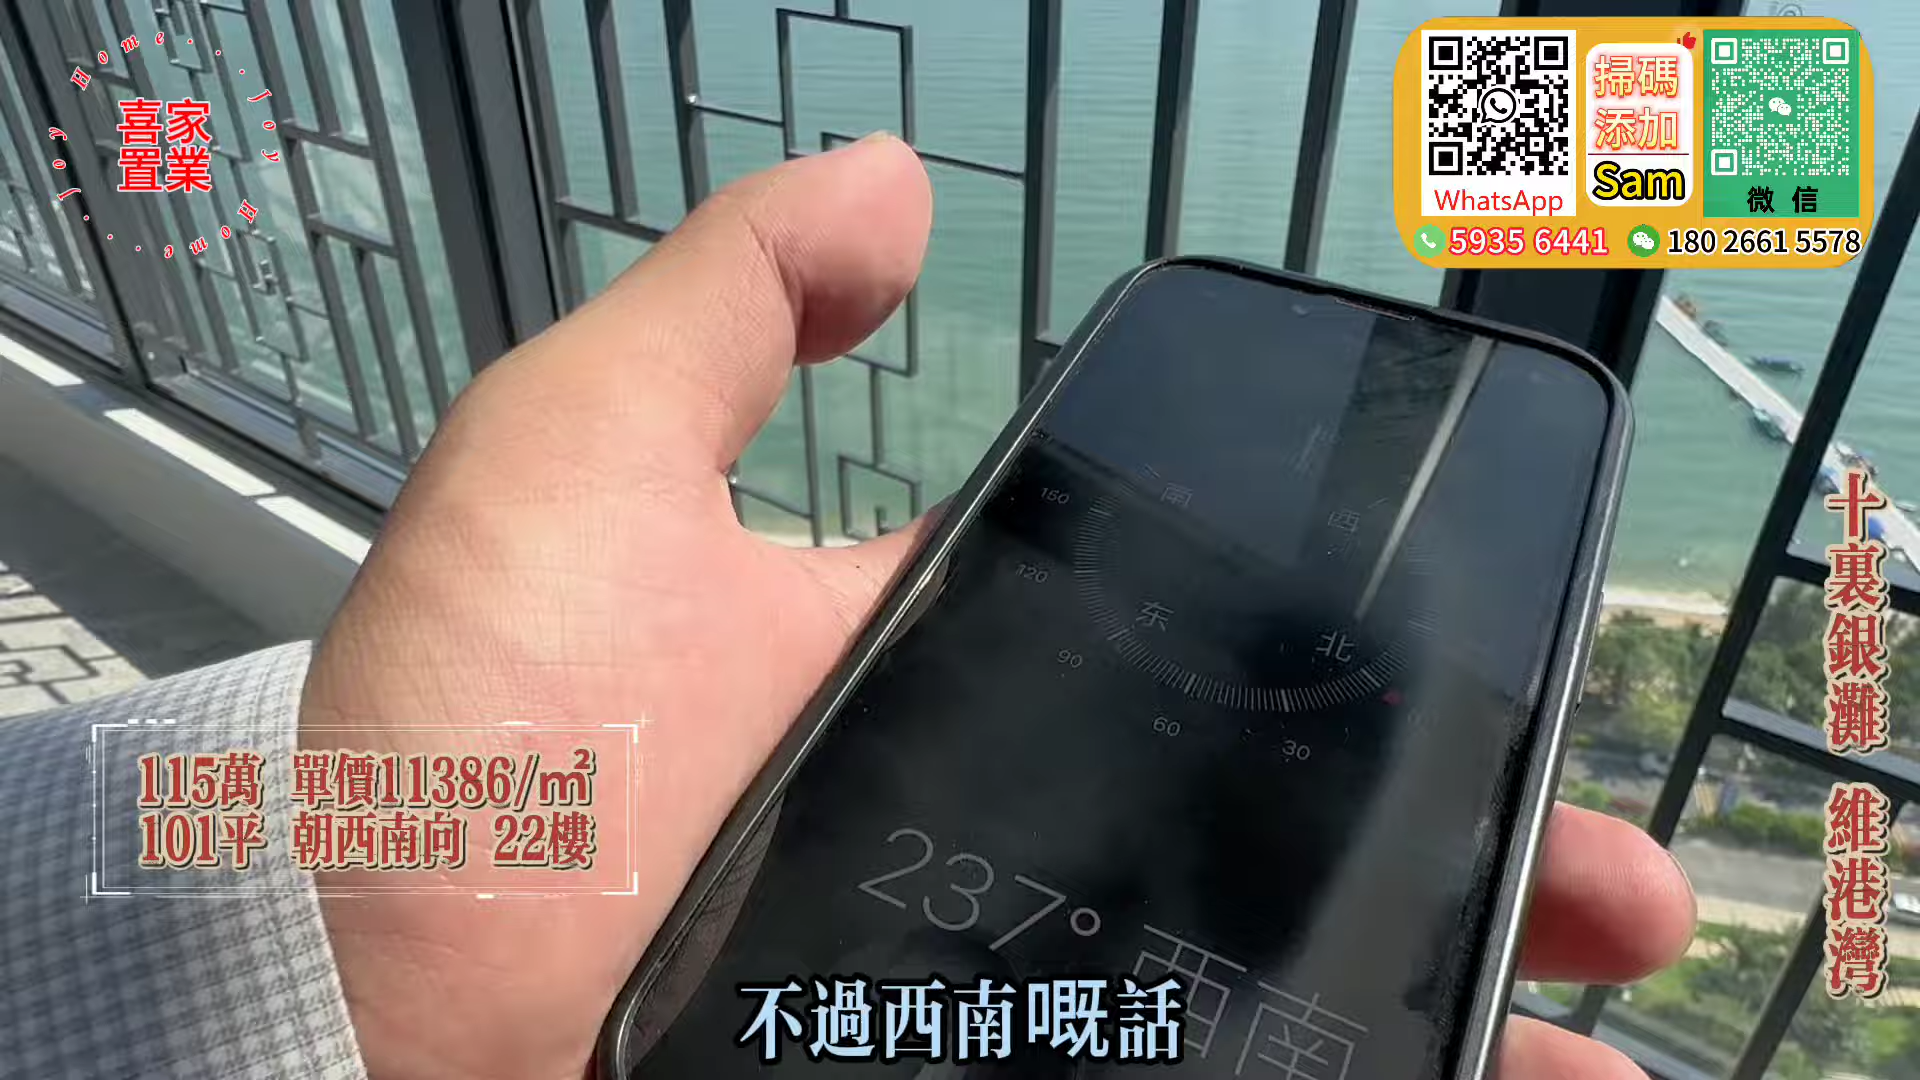 Joy Home..
Joy Home..
喜家
置業
掃碼
添加
Sam
WhatsApp
微 信
5935 6441
180 2661 5578
十裏銀灘 維港灣
南
西
东
北
150
120
90
60
30
237° 西南
115萬 單價11386/㎡
101平 朝西南向 22樓
不過西南嘅話